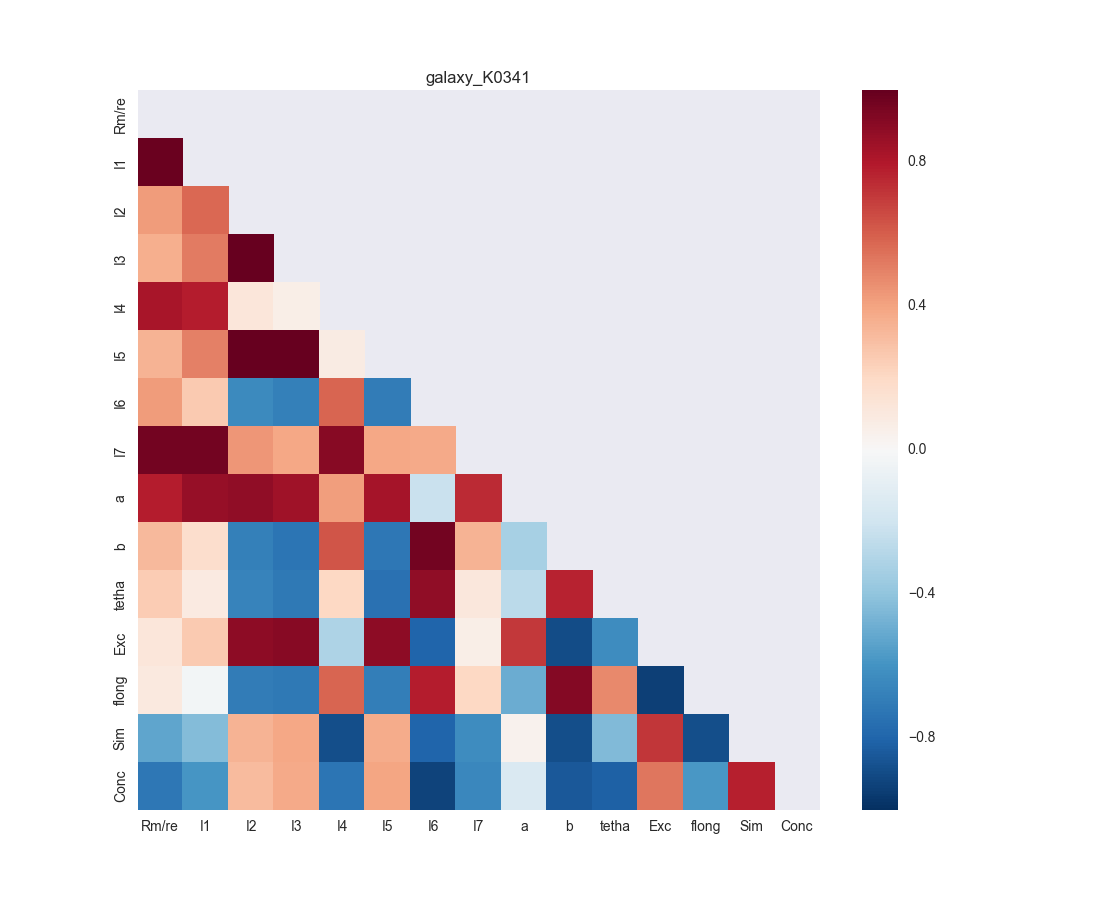 galaxy_K0341
Rm/re
I1
I2
I3
I4
I5
I6
I7
a
b
tetha
Exc
flong
Sim
Conc
Rm/re I1 I2 I3 I4 I5 I6 I7 a b tetha Exc flong Sim Conc
0.8
0.4
0.0
−0.4
−0.8